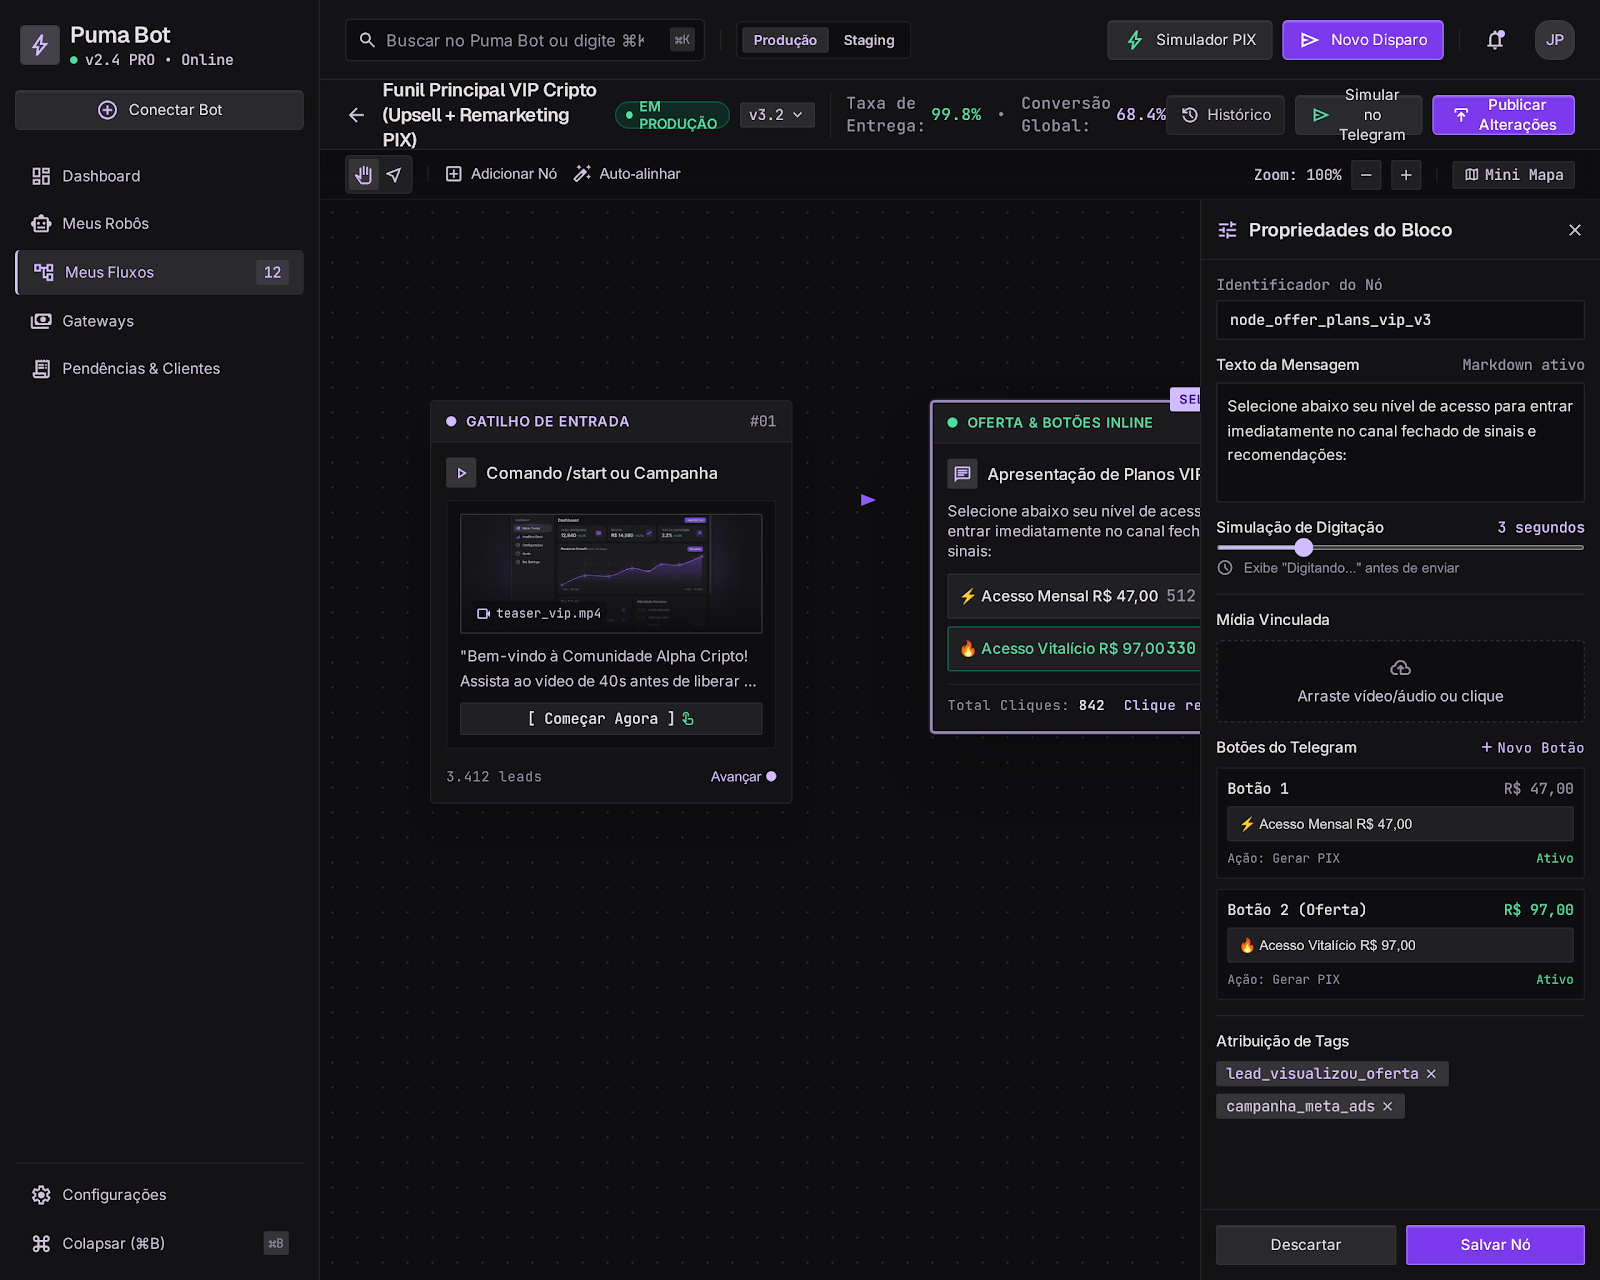 Puma Bot
v2.4 PRO • Online
Conectar Bot
Dashboard
Meus Robôs
Meus Fluxos
12
Gateways
Pendências & Clientes
Configurações
Colapsar (⌘B)
⌘B
Buscar no Puma Bot ou digite ⌘K
⌘K
Produção
Staging
Simulador PIX
Novo Disparo
JP
Funil Principal VIP Cripto
(Upsell + Remarketing
PIX)
EM
PRODUÇÃO
v3.2
Taxa de
Entrega:
99.8%
•
Conversão
Global:
68.4%
Histórico
Simular
no
Telegram
Publicar
Alterações
Adicionar Nó
Auto-alinhar
Zoom: 100%
Mini Mapa
GATILHO DE ENTRADA
#01
Comando /start ou Campanha
Dashboard
12,840
R$ 14,580
3.2%
teaser_vip.mp4
"Bem-vindo à Comunidade Alpha Cripto!
Assista ao vídeo de 40s antes de liberar ...
[ Começar Agora ]
3.412 leads
Avançar
SEL
OFERTA & BOTÕES INLINE
Apresentação de Planos VIP
Selecione abaixo seu nível de acess
entrar imediatamente no canal fech
sinais:
⚡ Acesso Mensal R$ 47,00
512
🔥 Acesso Vitalício R$ 97,00
330
Total Cliques: 842
Clique re
Propriedades do Bloco
Identificador do Nó
node_offer_plans_vip_v3
Texto da Mensagem
Markdown ativo
Selecione abaixo seu nível de acesso para entrar
imediatamente no canal fechado de sinais e
recomendações:
Simulação de Digitação
3 segundos
Exibe "Digitando..." antes de enviar
Mídia Vinculada
Arraste vídeo/áudio ou clique
Botões do Telegram
+ Novo Botão
Botão 1
R$ 47,00
⚡ Acesso Mensal R$ 47,00
Ação: Gerar PIX
Ativo
Botão 2 (Oferta)
R$ 97,00
🔥 Acesso Vitalício R$ 97,00
Ação: Gerar PIX
Ativo
Atribuição de Tags
lead_visualizou_oferta
campanha_meta_ads
Descartar
Salvar Nó